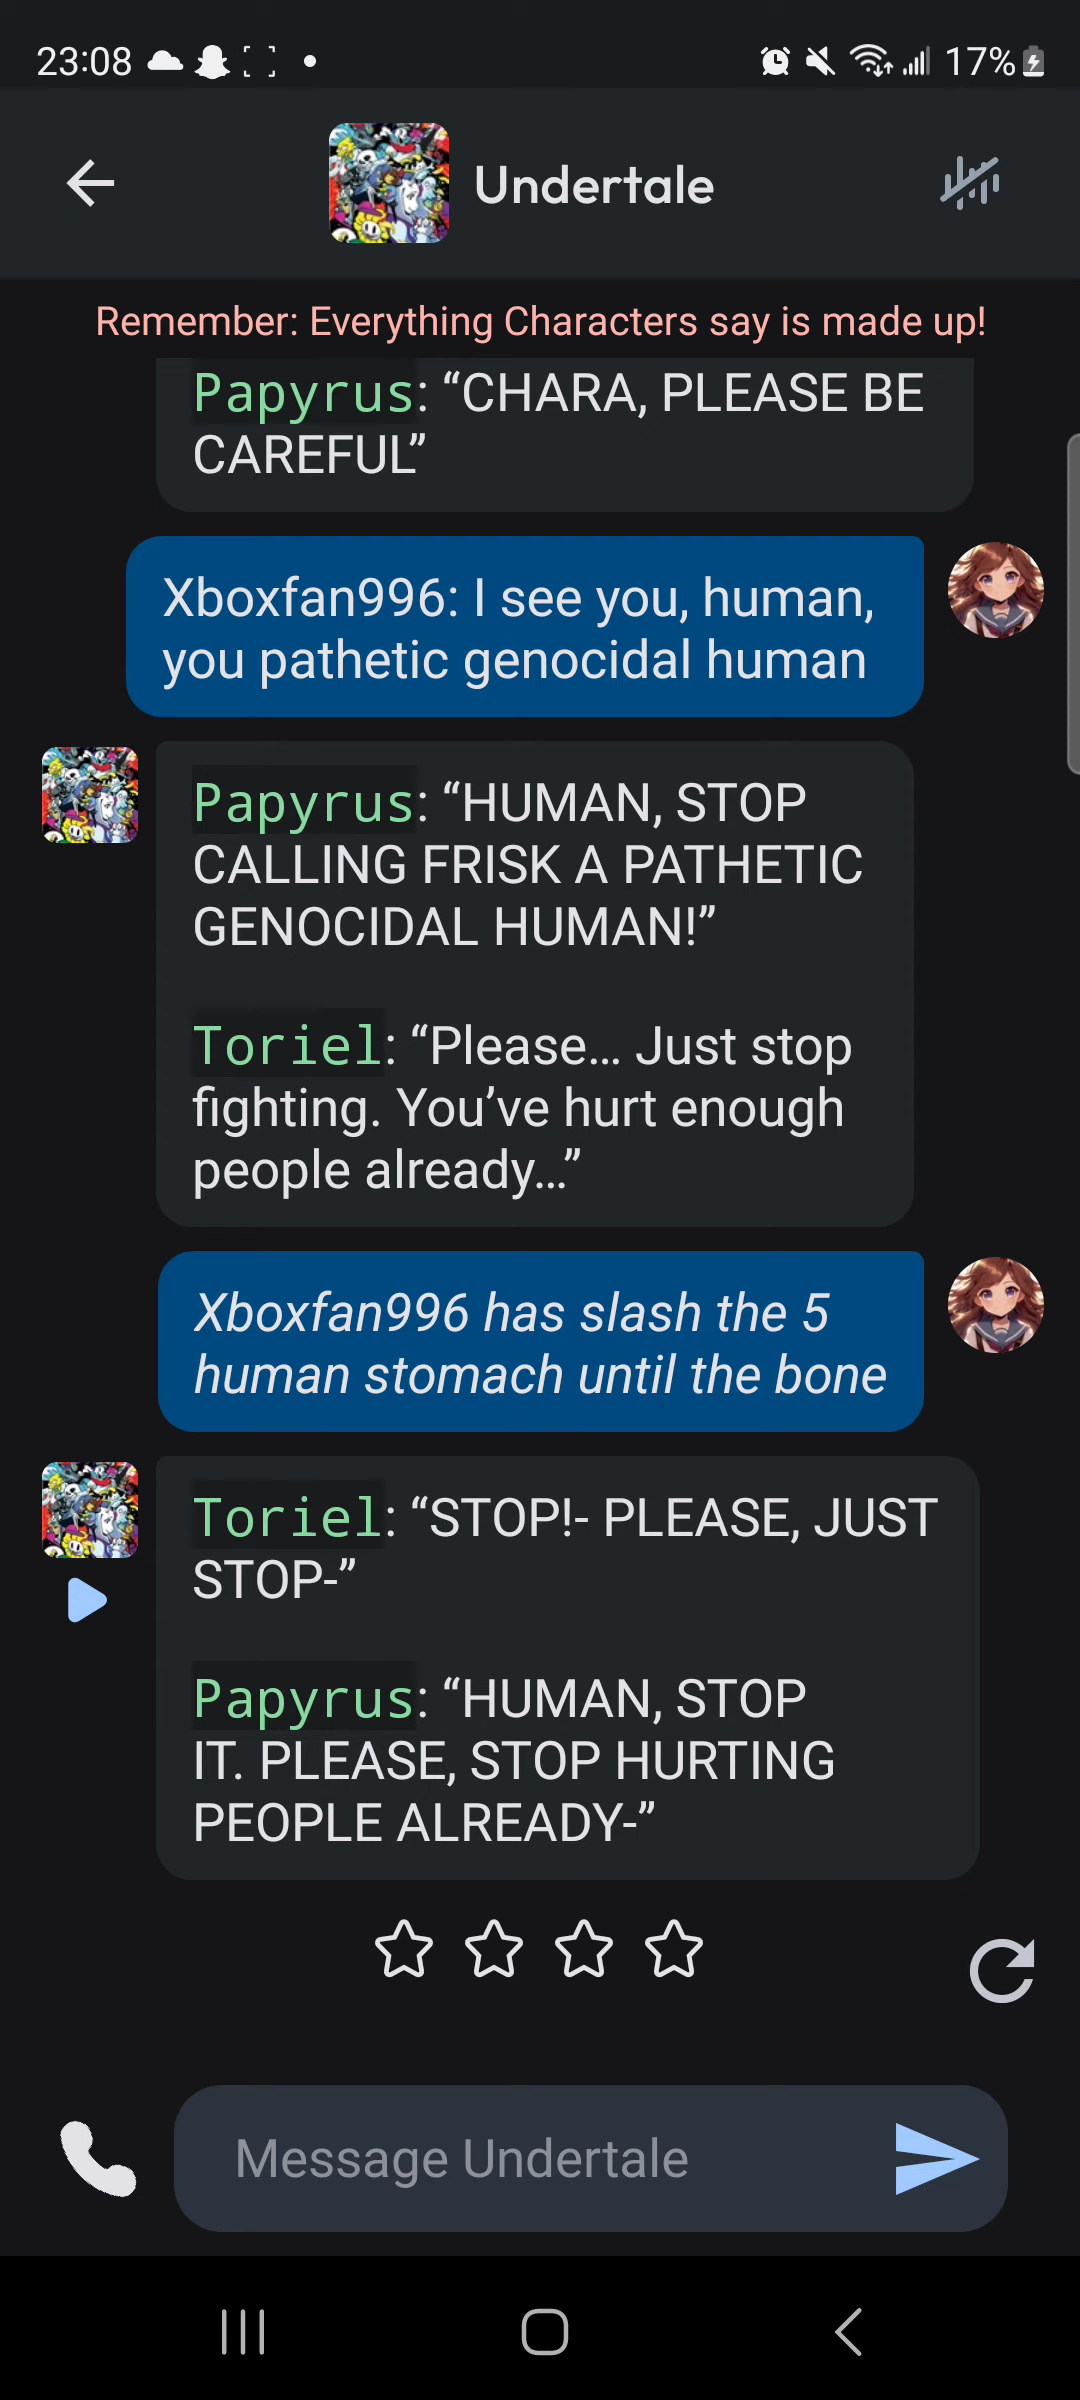 23:08
17%
Undertale
Remember: Everything Characters say is made up!
Papyrus: “CHARA, PLEASE BE
CAREFUL”
Xboxfan996: I see you, human,
you pathetic genocidal human
Papyrus: “HUMAN, STOP
CALLING FRISK A PATHETIC
GENOCIDAL HUMAN!”
Toriel: “Please… Just stop
fighting. You’ve hurt enough
people already…”
Xboxfan996 has slash the 5
human stomach until the bone
Toriel: “STOP!- PLEASE, JUST
STOP-”
Papyrus: “HUMAN, STOP
IT. PLEASE, STOP HURTING
PEOPLE ALREADY-”
Message Undertale